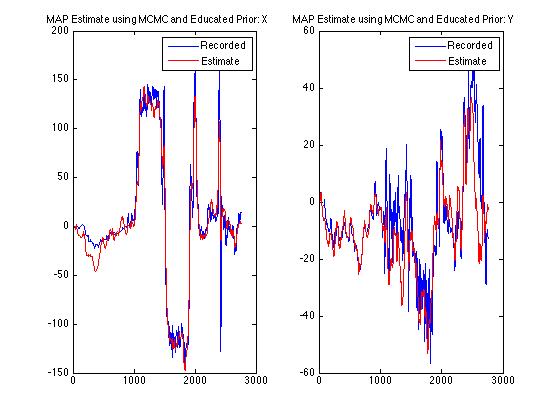 MAP Estimate using MCMC and Educated Prior: X
200
150
100
50
0
-50
-100
-150
0 1000 2000 3000
Recorded
Estimate
MAP Estimate using MCMC and Educated Prior: Y
60
40
20
0
-20
-40
-60
0 1000 2000 3000
Recorded
Estimate